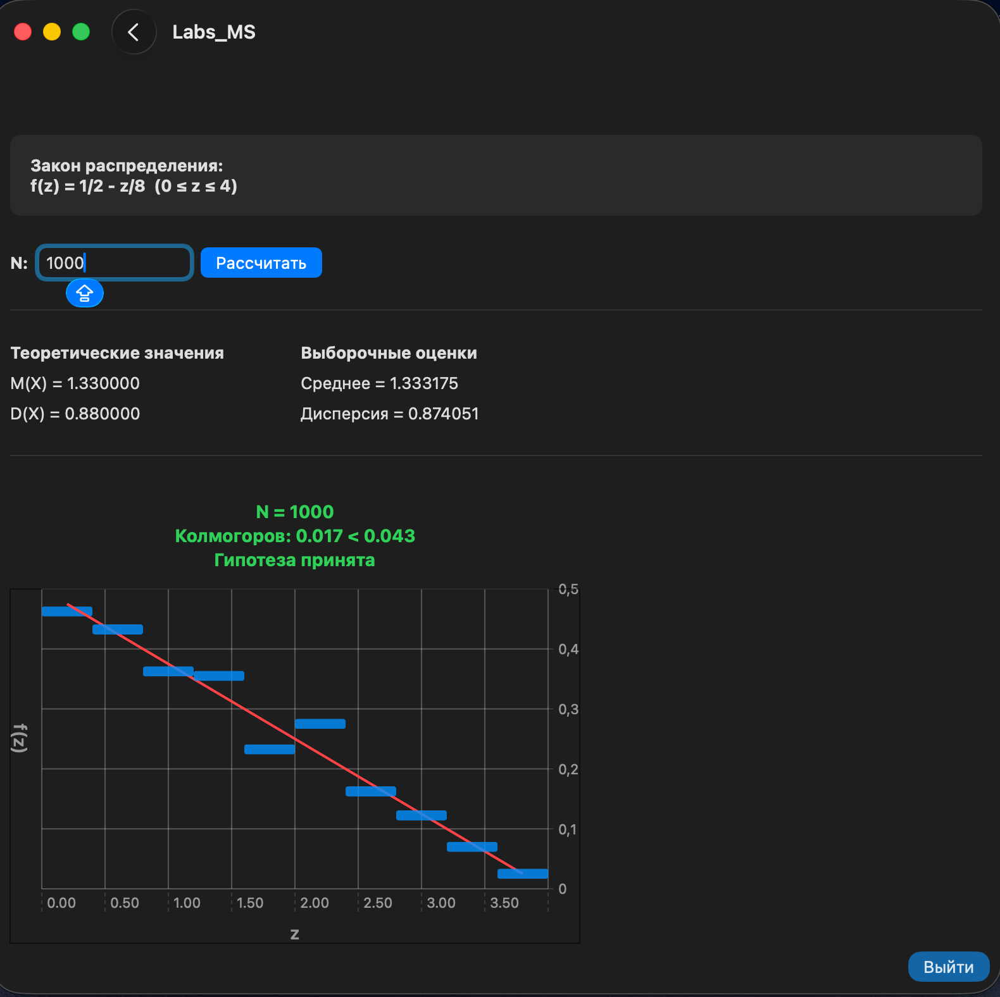 Labs_MS
Закон распределения:
f(z) = 1/2 - z/8 (0 ≤ z ≤ 4)
N: 1000 Рассчитать
Теоретические значения
M(X) = 1.330000
D(X) = 0.880000
Выборочные оценки
Среднее = 1.333175
Дисперсия = 0.874051
N = 1000
Колмогоров: 0.017 < 0.043
Гипотеза принята
f(z)
0,5
0,4
0,3
0,2
0,1
0
0.00 0.50 1.00 1.50 2.00 2.50 3.00 3.50
z
Выйти